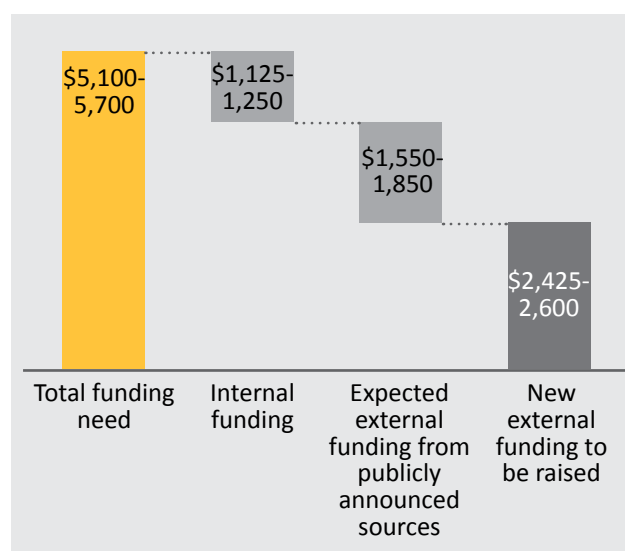 $5,100-
5,700
$1,125-
1,250
$1,550-
1,850
$2,425-
2,600
Total funding
need
Internal
funding
Expected
external
funding from
publicly
announced
sources
New
external
funding to
be raised